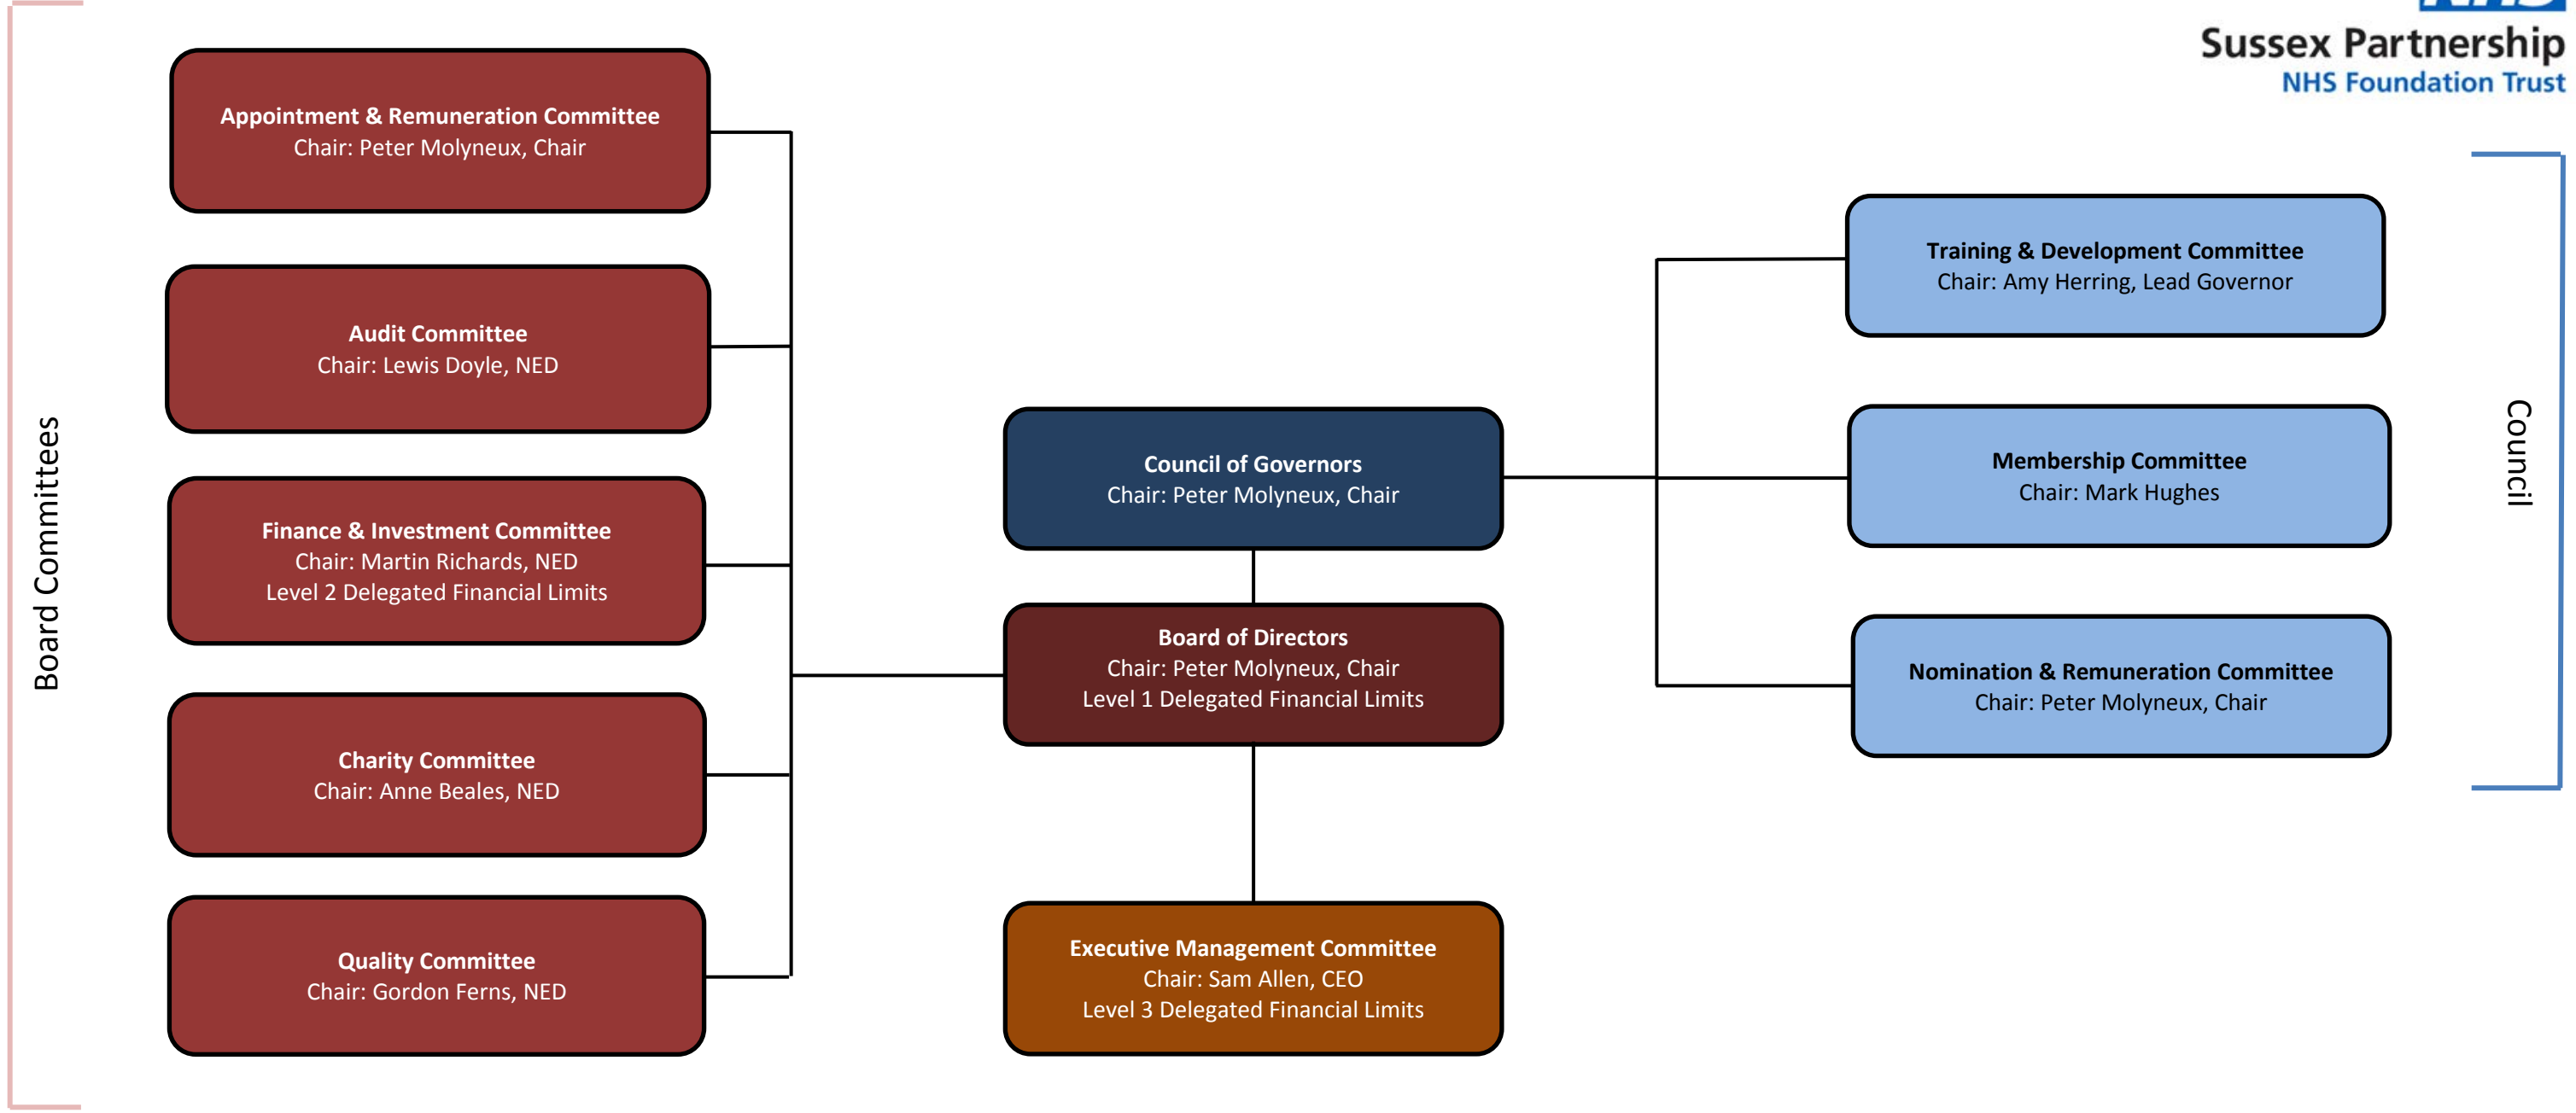 NHS
Sussex Partnership
NHS Foundation Trust
Board Committees
Appointment & Remuneration Committee
Chair: Peter Molyneux, Chair
Audit Committee
Chair: Lewis Doyle, NED
Finance & Investment Committee
Chair: Martin Richards, NED
Level 2 Delegated Financial Limits
Charity Committee
Chair: Anne Beales, NED
Quality Committee
Chair: Gordon Ferns, NED
Council of Governors
Chair: Peter Molyneux, Chair
Board of Directors
Chair: Peter Molyneux, Chair
Level 1 Delegated Financial Limits
Executive Management Committee
Chair: Sam Allen, CEO
Level 3 Delegated Financial Limits
Training & Development Committee
Chair: Amy Herring, Lead Governor
Membership Committee
Chair: Mark Hughes
Nomination & Remuneration Committee
Chair: Peter Molyneux, Chair
Council